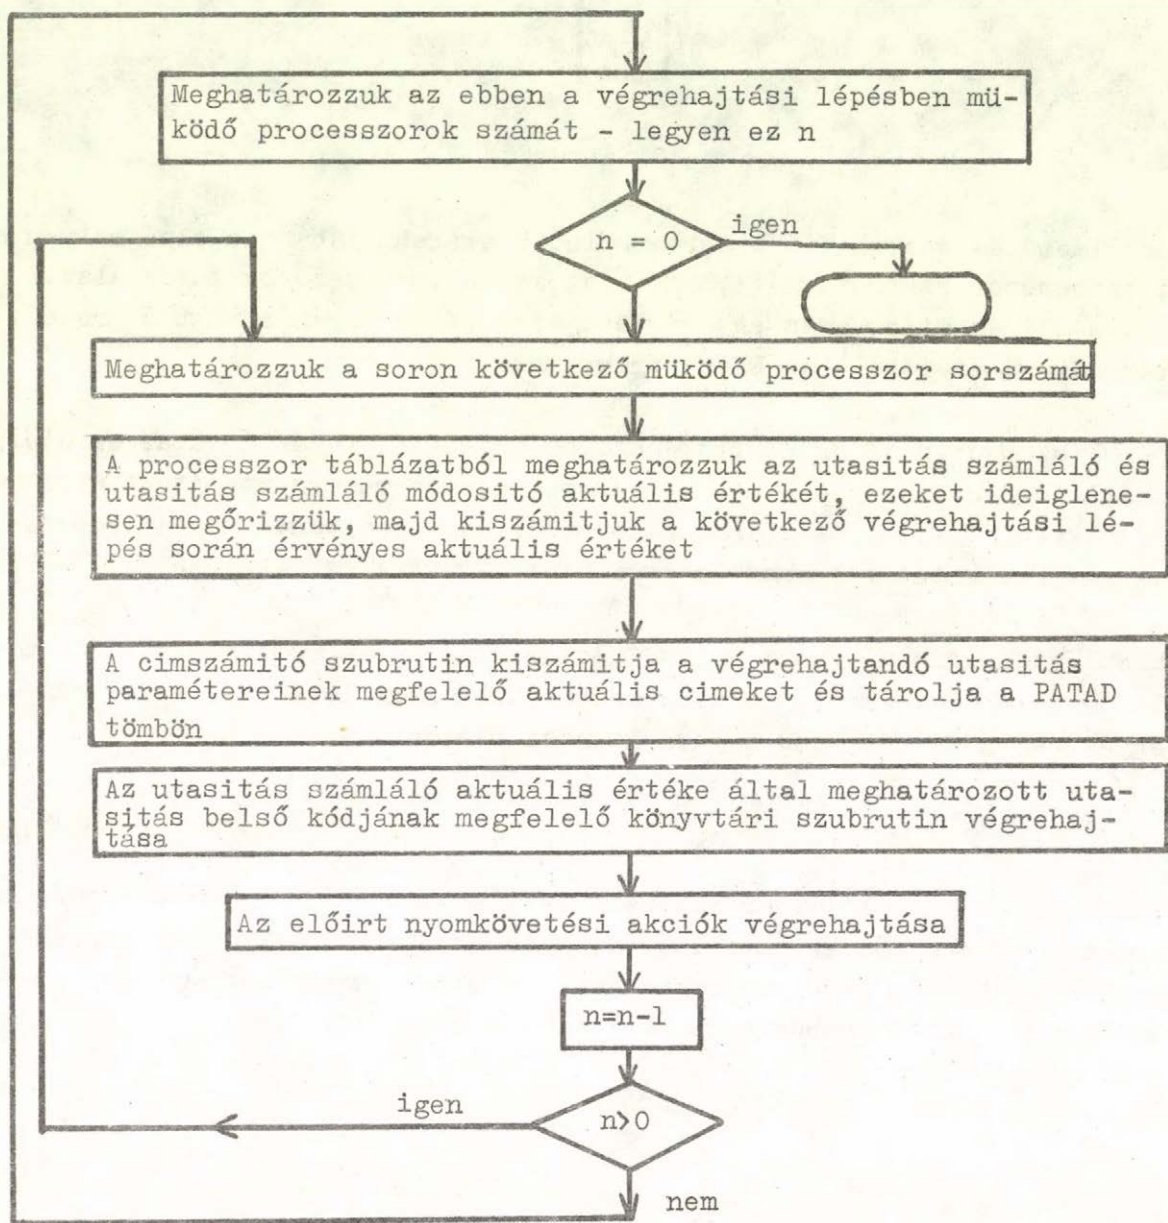 Meghatározzuk az ebben a végrehajtási lépésben mü-
ködő processzorok számát - legyen ez n
n = 0
igen
Meghatározzuk a soron következő müködő processzor sorszámát
A processzor táblázatból meghatározzuk az utasitás számláló és
utasitás számláló módositó aktuális értékét, ezeket ideiglene-
sen megőrizzük, majd kiszámitjuk a következő végrehajtási lé-
pés során érvényes aktuális értéket
A cimszámitó szubrutin kiszámitja a végrehajtandó utasitás
paramétereinek megfelelő aktuális cimeket és tárolja a PATAD
tömbön
Az utasitás számláló aktuális értéke által meghatározott uta-
sitás belső kódjának megfelelő könyvtári szubrutin végrehaj-
tása
Az előirt nyomkövetési akciók végrehajtása
n=n-1
igen
n>0
nem